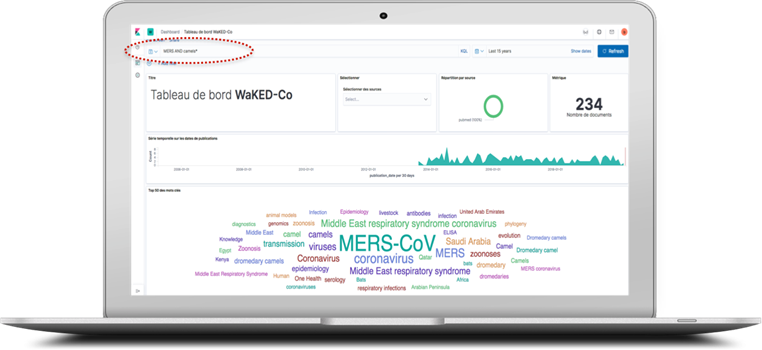 Dashboard Tableau de bord WaKED-Co
MERS AND camels*
KQL
Last 15 years
Show dates
Refresh
Titre
Tableau de bord WaKED-Co
Sélectionner
Sélectionner des sources
Select...
Répartition par source
pubmed (100%)
Métrique
234
Nombre de documents
Série temporelle sur les dates de publications
publication_date per 30 days
Top 50 des mots clés
animal models Infection Epidemology livestock antibodies infection United Arab Emirates
diagnostics genomics zoonosis Middle East respiratory syndrome coronavirus phylogeny
Knowledge Middle East camel camels MERS-CoV ELISA Saudi Arabia evolution Dromedary camels
Egypt Zoonosis transmission viruses MERS zoonoses Camel Dromedary camel
Kenya dromedary camels Coronavirus coronavirus Qatar bats dromedary Camels
Middle East Respiratory Syndrome Human epidemiology Middle East respiratory syndrome dromedaries MERS coronavirus
One Health serology Bats Africa
coronaviruses respiratory infections Arabian Peninsula